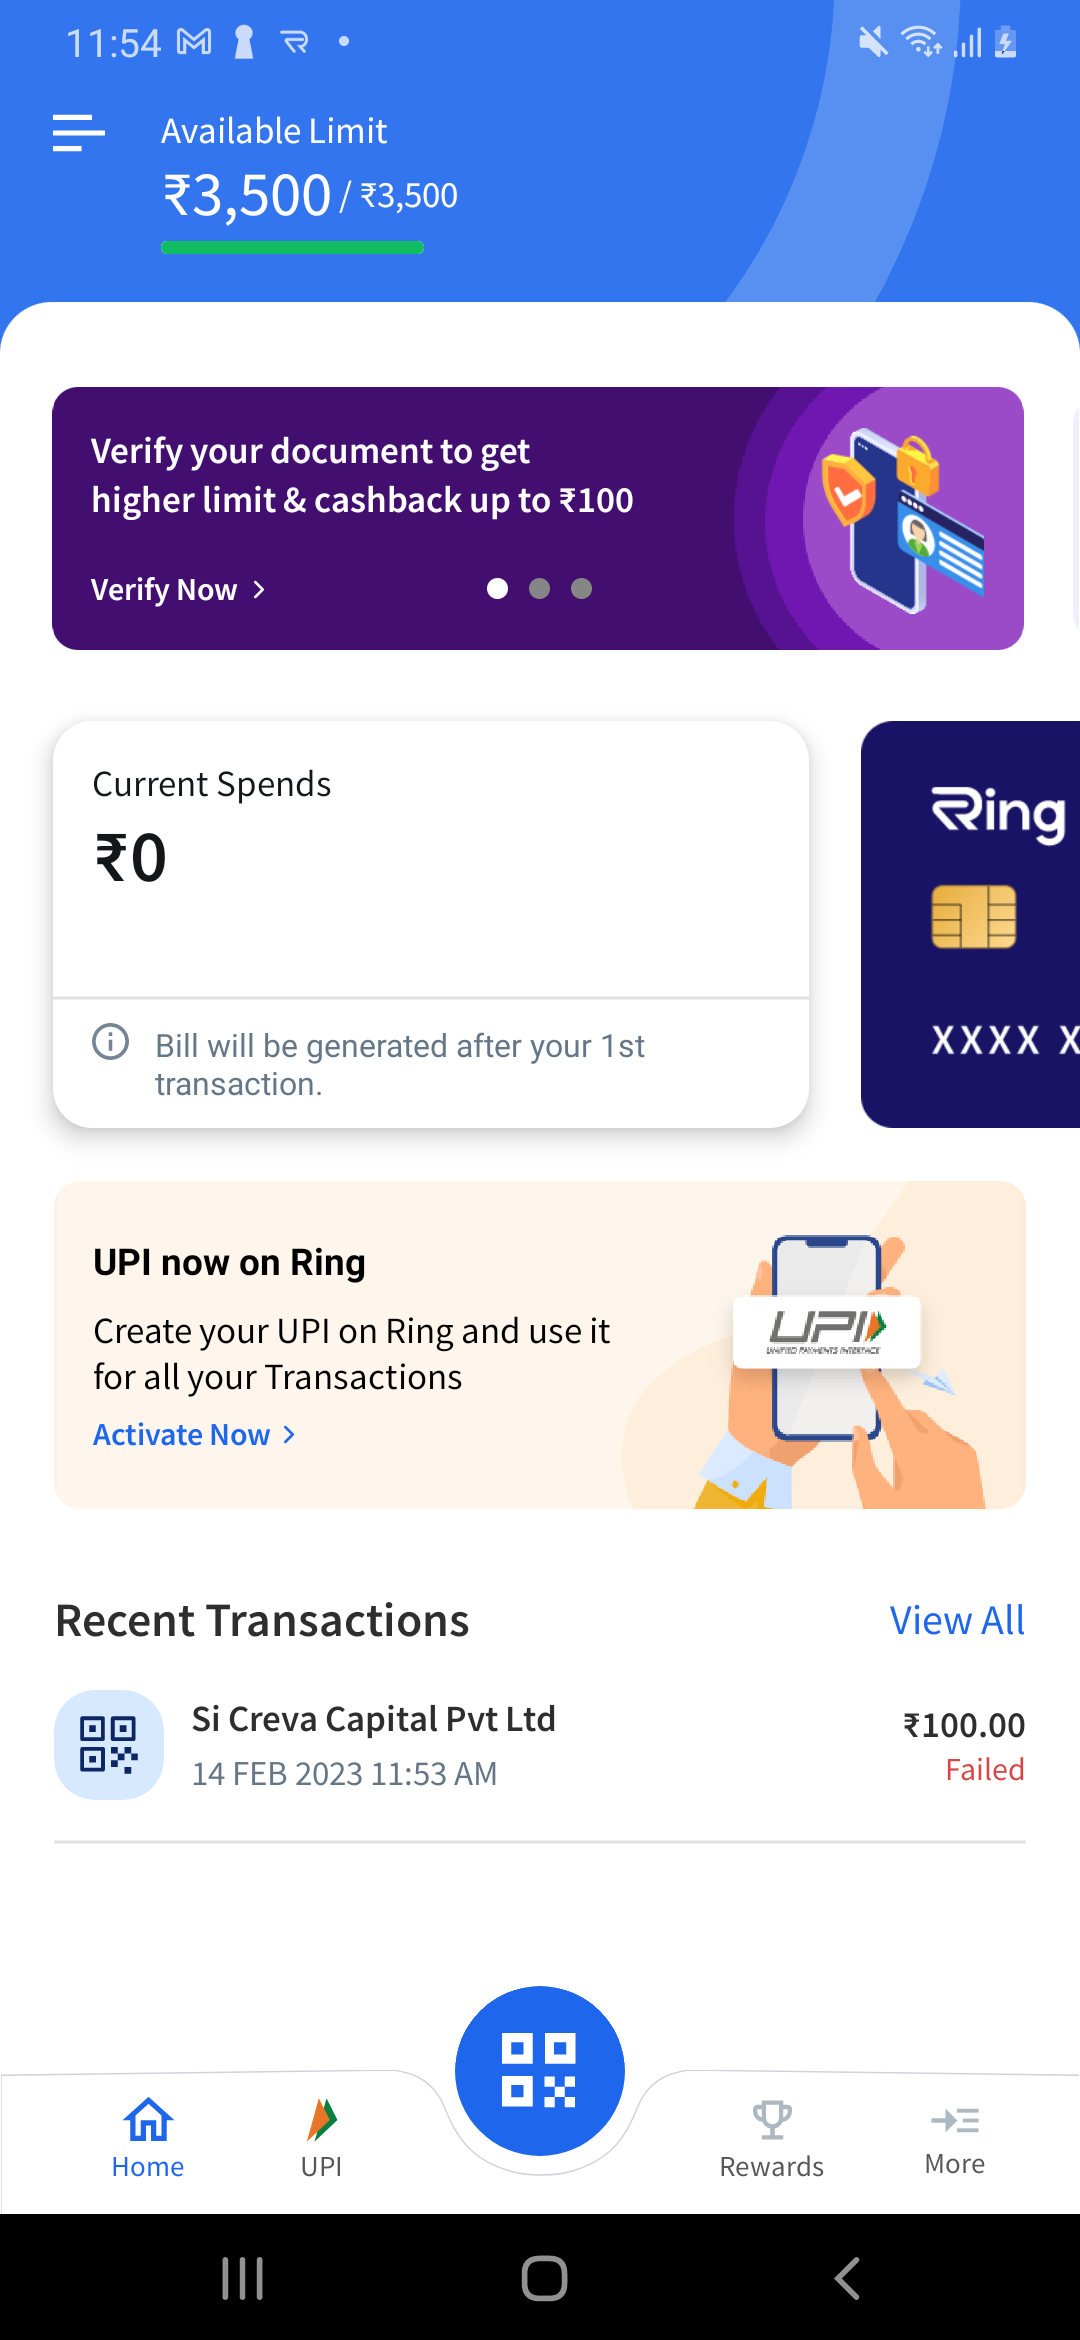 11:54
Available Limit
₹3,500 / ₹3,500
Verify your document to get
higher limit & cashback up to ₹100
Verify Now
Current Spends
₹0
Bill will be generated after your 1st
transaction.
Ring
XXXX X
UPI now on Ring
Create your UPI on Ring and use it
for all your Transactions
Activate Now
UPI
UNIFIED PAYMENTS INTERFACE
Recent Transactions
View All
Si Creva Capital Pvt Ltd
₹100.00
14 FEB 2023 11:53 AM
Failed
Home
UPI
Rewards
More